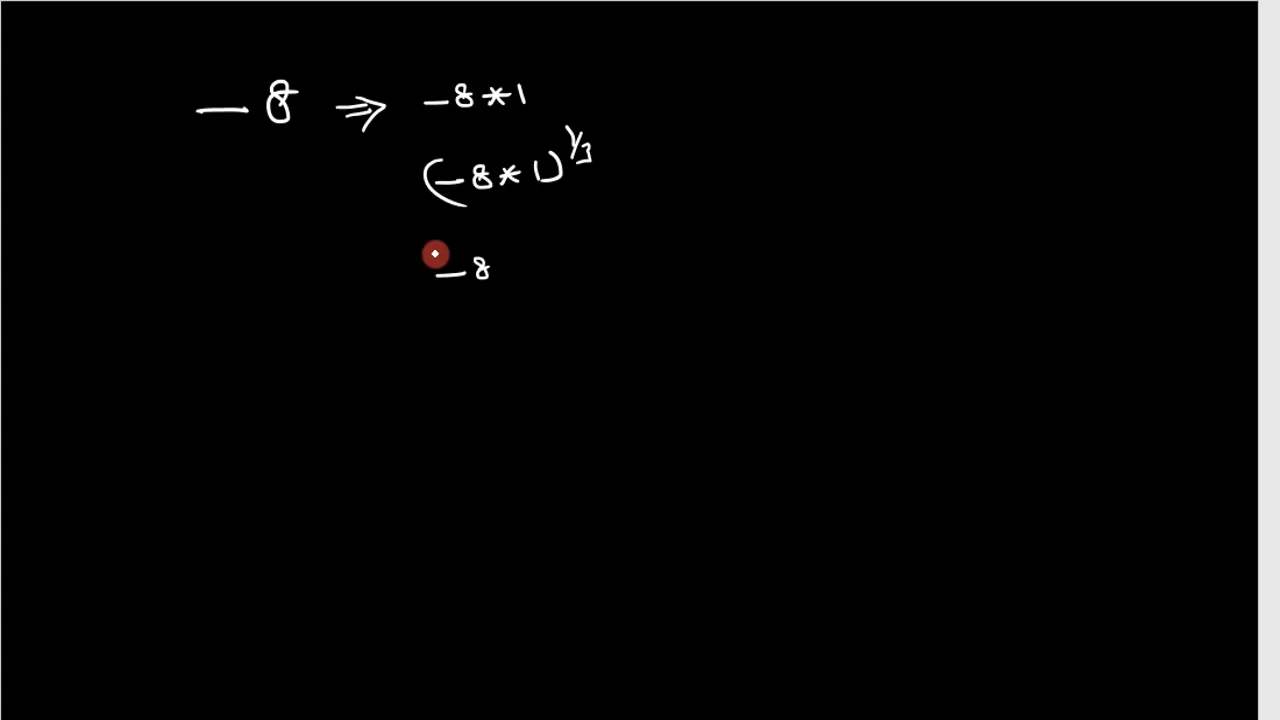 - 8 ⇒ - 8 * 1
(- 8 * 1)^1/3
- 8